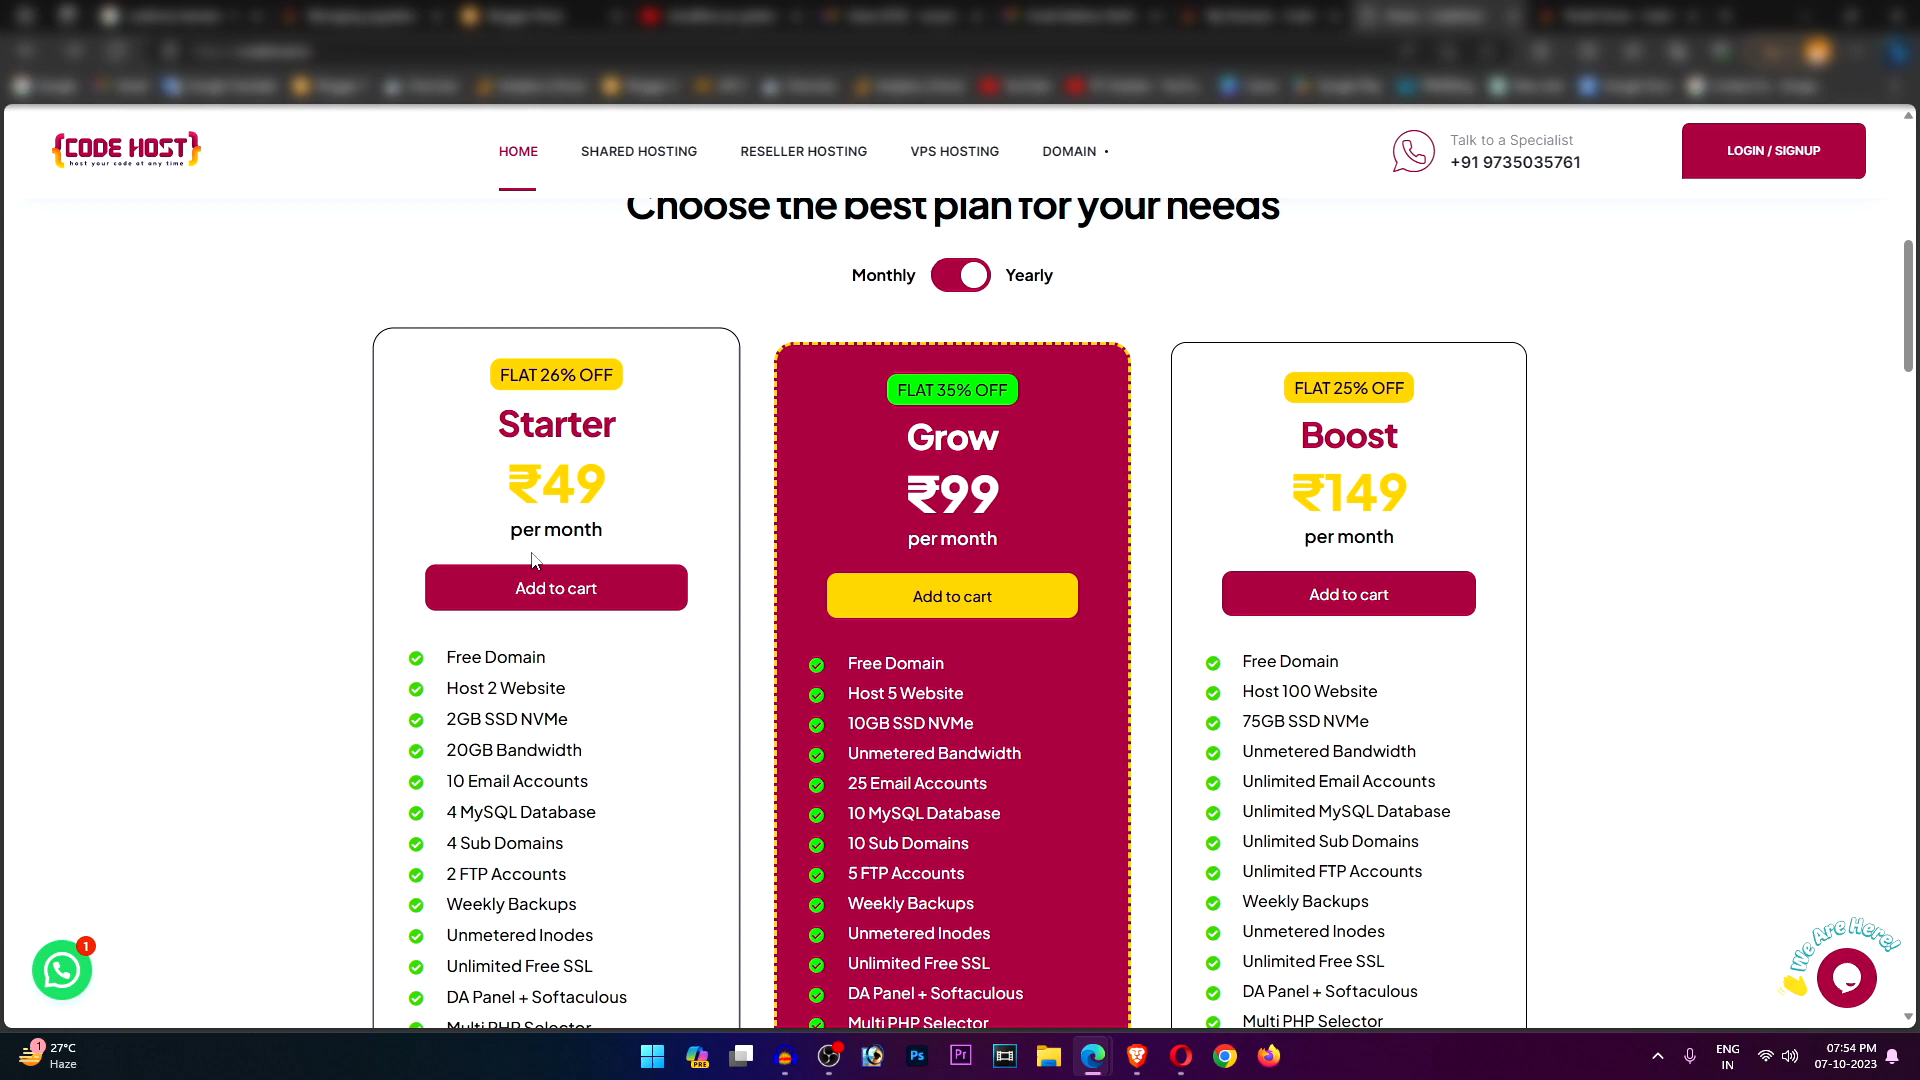 {CODE HOST}
host your code at any time
HOME
SHARED HOSTING
RESELLER HOSTING
VPS HOSTING
DOMAIN
Talk to a Specialist
+91 9735035761
LOGIN / SIGNUP
Choose the best plan for your needs
Monthly
Yearly
FLAT 26% OFF
Starter
₹49
per month
Add to cart
Free Domain
Host 2 Website
2GB SSD NVMe
20GB Bandwidth
10 Email Accounts
4 MySQL Database
4 Sub Domains
2 FTP Accounts
Weekly Backups
Unmetered Inodes
Unlimited Free SSL
DA Panel + Softaculous
Multi PHP Selector
FLAT 35% OFF
Grow
₹99
per month
Add to cart
Free Domain
Host 5 Website
10GB SSD NVMe
Unmetered Bandwidth
25 Email Accounts
10 MySQL Database
10 Sub Domains
5 FTP Accounts
Weekly Backups
Unmetered Inodes
Unlimited Free SSL
DA Panel + Softaculous
Multi PHP Selector
FLAT 25% OFF
Boost
₹149
per month
Add to cart
Free Domain
Host 100 Website
75GB SSD NVMe
Unmetered Bandwidth
Unlimited Email Accounts
Unlimited MySQL Database
Unlimited Sub Domains
Unlimited FTP Accounts
Weekly Backups
Unmetered Inodes
Unlimited Free SSL
DA Panel + Softaculous
Multi PHP Selector
1
We Are Here!
1
27°C
Haze
PRE
Ps
Pr
ENG
IN
07:54 PM
07-10-2023